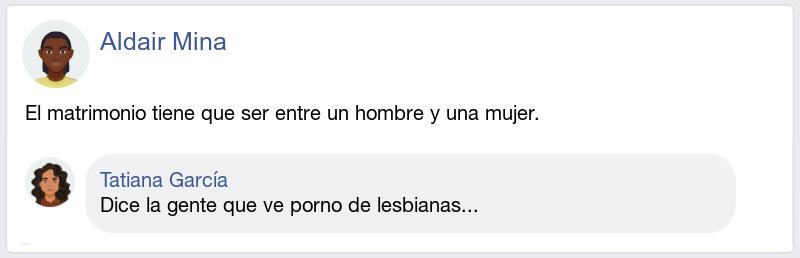 Aldair Mina
El matrimonio tiene que ser entre un hombre y una mujer.
Tatiana García
Dice la gente que ve porno de lesbianas...